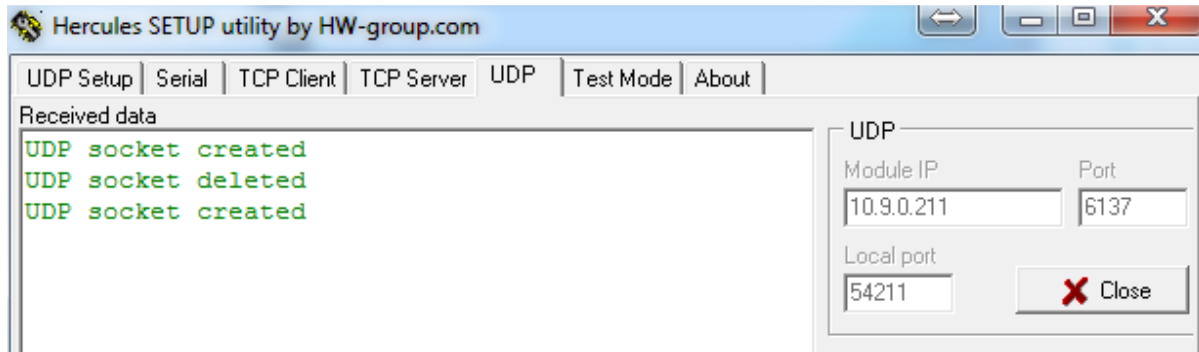 Hercules SETUP utility by HW-group.com
UDP Setup Serial TCP Client TCP Server UDP Test Mode About
Received data
UDP socket created
UDP socket deleted
UDP socket created
UDP
Module IP Port
10.9.0.211 6137
Local port
54211 Close